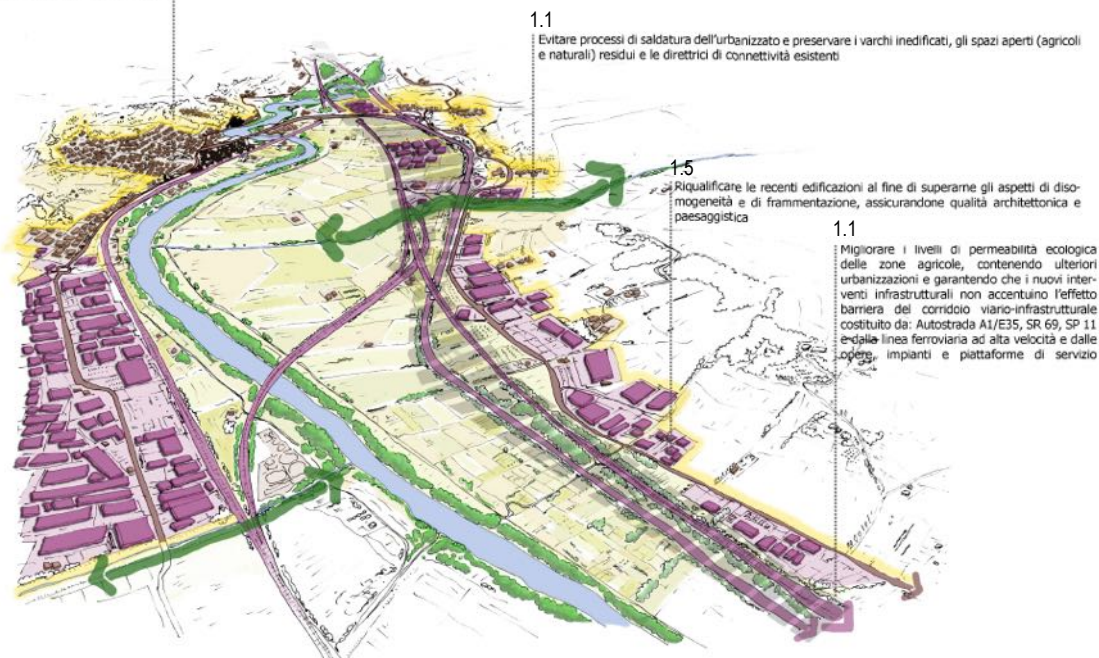 1.1
Evitare processi di saldatura dell'urbanizzato e preservare i varchi inedificati, gli spazi aperti (agricoli
e naturali) residui e le direttrici di connettività esistenti
1.5
Riqualificare le recenti edificazioni al fine di superarne gli aspetti di diso-
mogeneità e di frammentazione, assicurandone qualità architettonica e
paesaggistica
1.1
Migliorare i livelli di permeabilità ecologica
delle zone agricole, contenendo ulteriori
urbanizzazioni e garantendo che i nuovi inter-
venti infrastrutturali non accentuino l'effetto
barriera del corridoio viario-infrastrutturale
costituito da: Autostrada A1/E35, SR 69, SP 11
e dalla linea ferroviaria ad alta velocità e dalle
opere, impianti e piattaforme di servizio